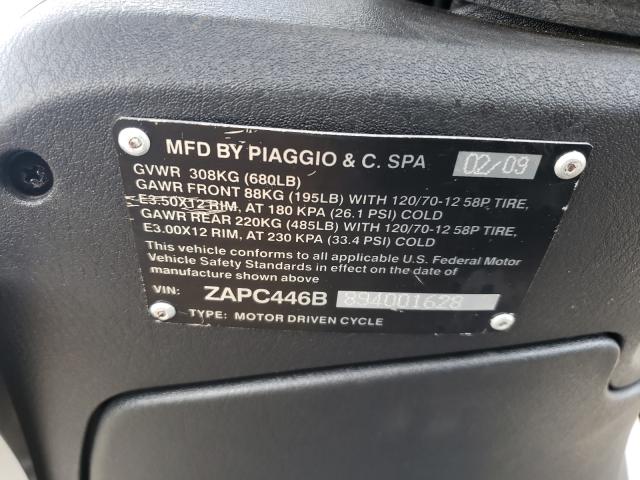 MFD BY PIAGGIO & C. SPA 02/09
GVWR 308KG (680LB)
GAWR FRONT 88KG (195LB) WITH 120/70-12 58P TIRE,
E3.50X12 RIM, AT 180 KPA (26.1 PSI) COLD
GAWR REAR 220KG (485LB) WITH 120/70-12 58P TIRE,
E3.00X12 RIM, AT 230 KPA (33.4 PSI) COLD
This vehicle conforms to all applicable U.S. Federal Motor
Vehicle Safety Standards in effect on the date of
manufacture shown above
VIN: ZAPC446B 894001628
TYPE: MOTOR DRIVEN CYCLE